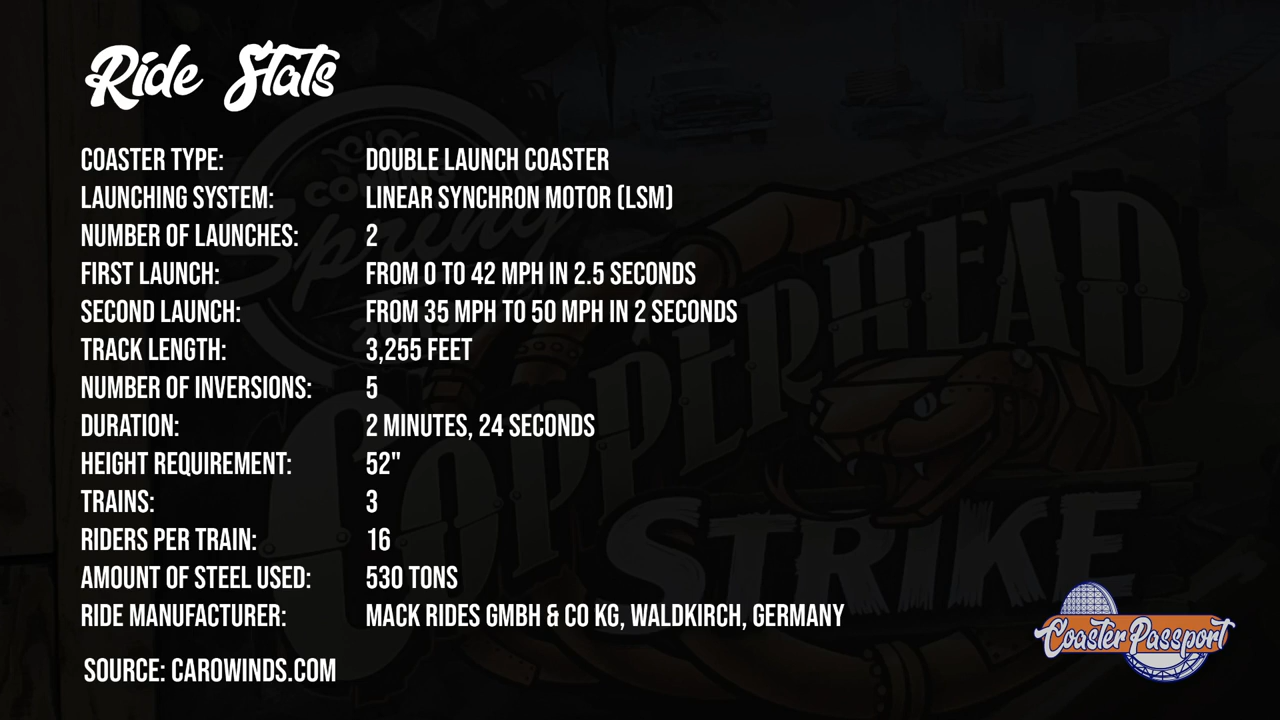 Ride Stats
COASTER TYPE: DOUBLE LAUNCH COASTER
LAUNCHING SYSTEM: LINEAR SYNCHRON MOTOR (LSM)
NUMBER OF LAUNCHES: 2
FIRST LAUNCH: FROM 0 TO 42 MPH IN 2.5 SECONDS
SECOND LAUNCH: FROM 35 MPH TO 50 MPH IN 2 SECONDS
TRACK LENGTH: 3,255 FEET
NUMBER OF INVERSIONS: 5
DURATION: 2 MINUTES, 24 SECONDS
HEIGHT REQUIREMENT: 52"
TRAINS: 3
RIDERS PER TRAIN: 16
AMOUNT OF STEEL USED: 530 TONS
RIDE MANUFACTURER: MACK RIDES GMBH & CO KG, WALDKIRCH, GERMANY
SOURCE: CAROWINDS.COM
Coaster Passport
COMING
Spring
COPPERHEAD
STRIKE